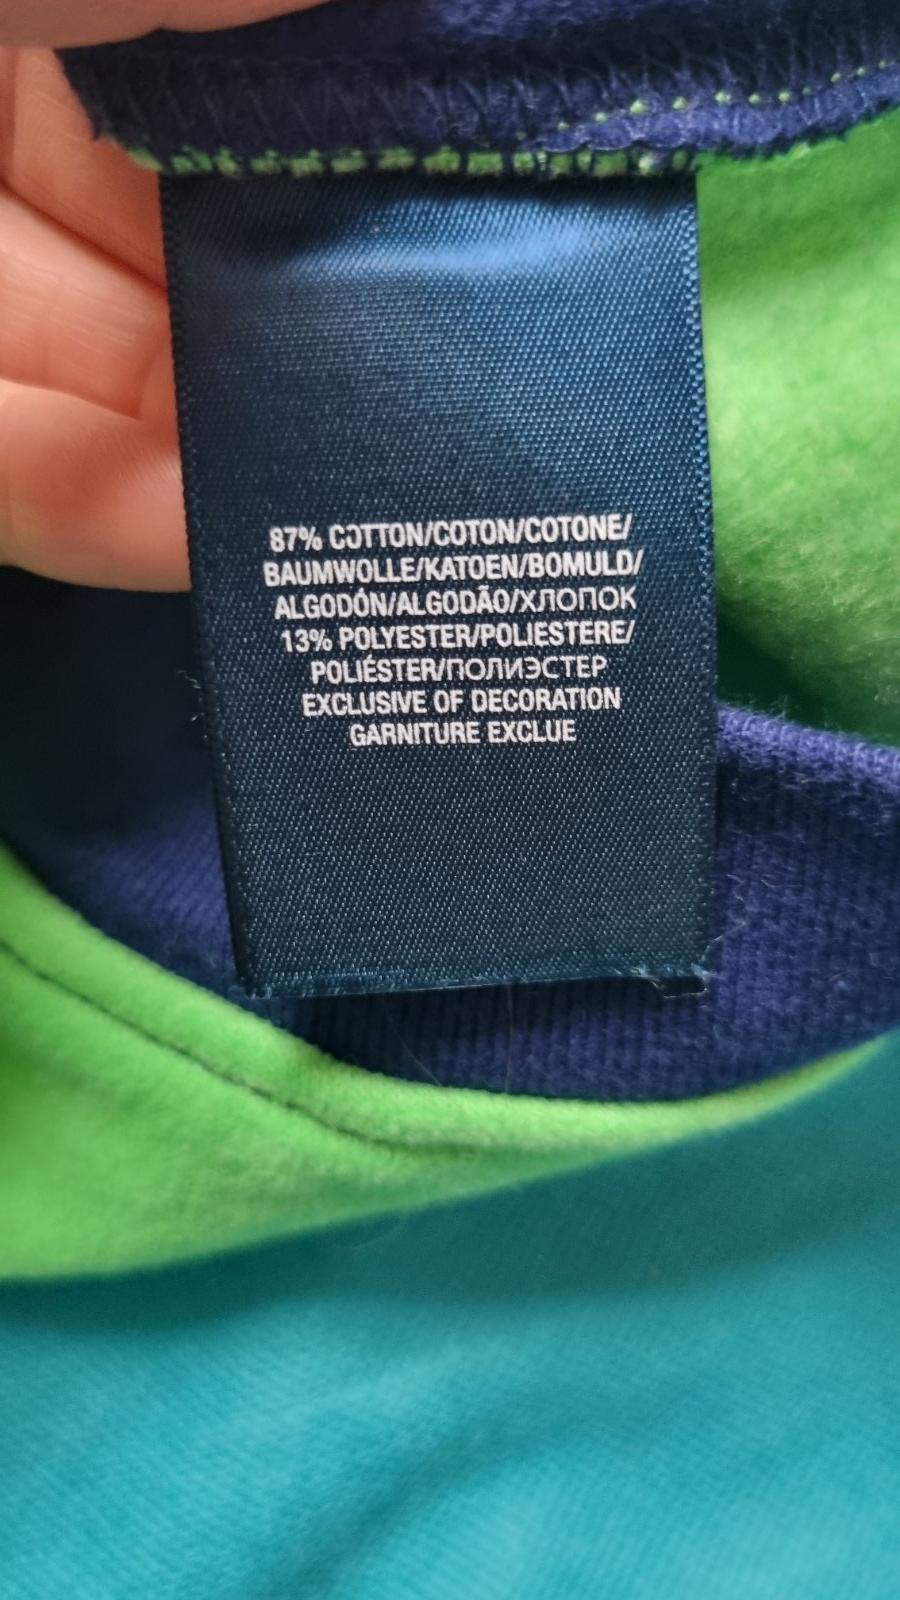 87% COTTON/COTON/COTONE/
BAUMWOLLE/KATOEN/BOMULD/
ALGODÓN/ALGODÃO/ХЛОПОК
13% POLYESTER/POLIESTERE/
POLIÉSTER/ПОЛИЭСТЕР
EXCLUSIVE OF DECORATION
GARNITURE EXCLUE